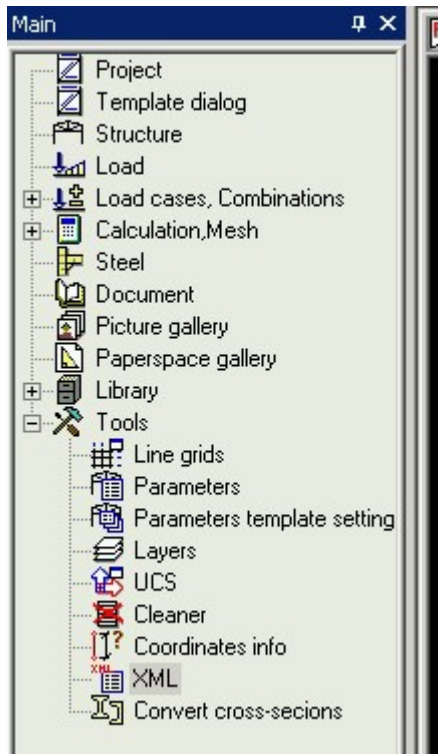 Main
Project
Template dialog
Structure
Load
Load cases, Combinations
Calculation,Mesh
Steel
Document
Picture gallery
Paperspace gallery
Library
Tools
Line grids
Parameters
Parameters template setting
Layers
UCS
Cleaner
Coordinates info
XML
Convert cross-secions